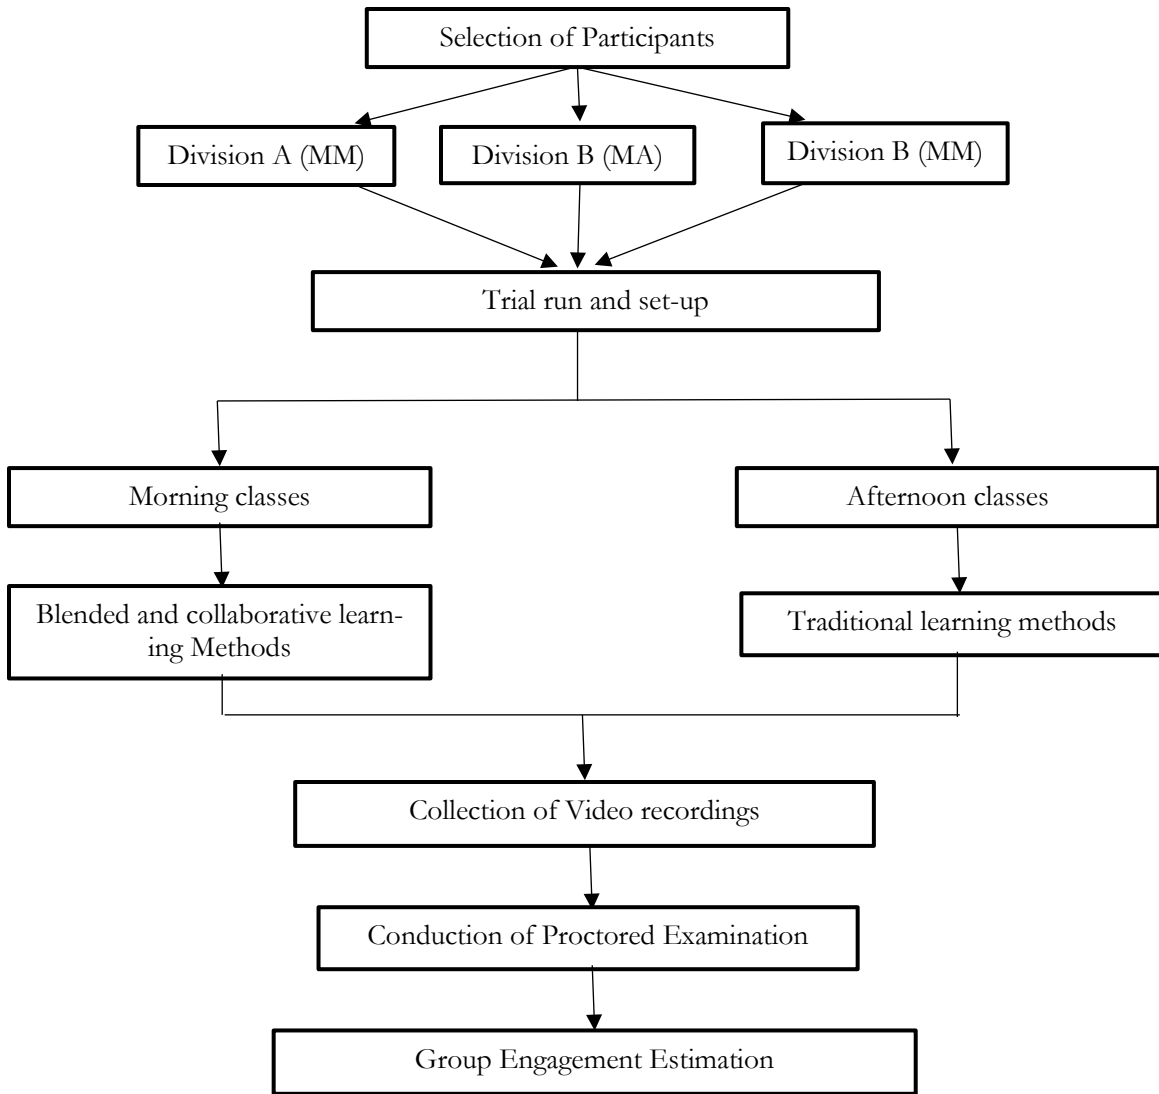 Selection of Participants
Division A (MM)
Division B (MA)
Division B (MM)
Trial run and set-up
Morning classes
Afternoon classes
Blended and collaborative learn-
ing Methods
Traditional learning methods
Collection of Video recordings
Conduction of Proctored Examination
Group Engagement Estimation